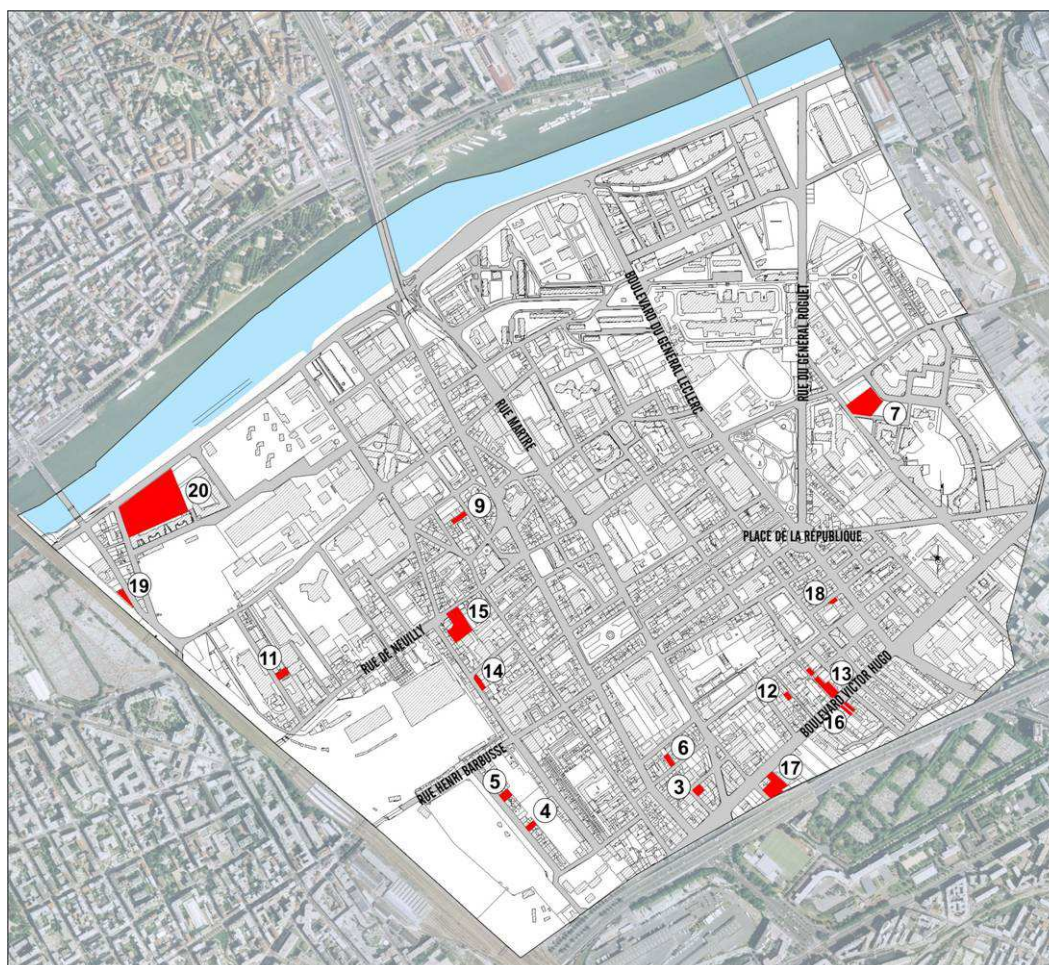 BOULEVARD DU GÉNÉRAL LECLERC
RUE DU GÉNÉRAL ROGUET
RUE MARTRE
7
20
9
PLACE DE LA RÉPUBLIQUE
19
18
15
RUE DE NEUILLY
11
14
13
12
BOULEVARD VICTOR HUGO
16
6
RUE HENRI BARBUSSE
17
5
3
4